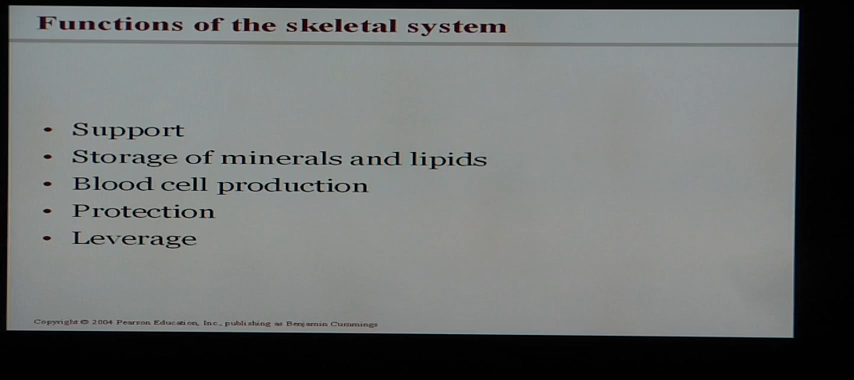 Functions of the skeletal system
• Support
• Storage of minerals and lipids
• Blood cell production
• Protection
• Leverage
Copyright © 2004 Pearson Education, Inc., publishing as Benjamin Cummings